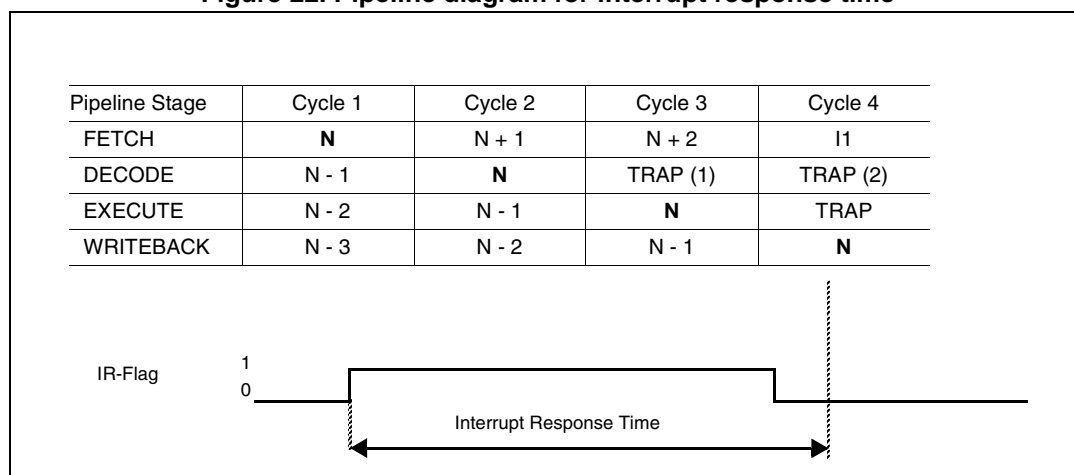 Figure 22. Pipeline diagram for interrupt response time
Pipeline Stage Cycle 1 Cycle 2 Cycle 3 Cycle 4
FETCH N N + 1 N + 2 I1
DECODE N - 1 N TRAP (1) TRAP (2)
EXECUTE N - 2 N - 1 N TRAP
WRITEBACK N - 3 N - 2 N - 1 N
IR-Flag
1
0
Interrupt Response Time